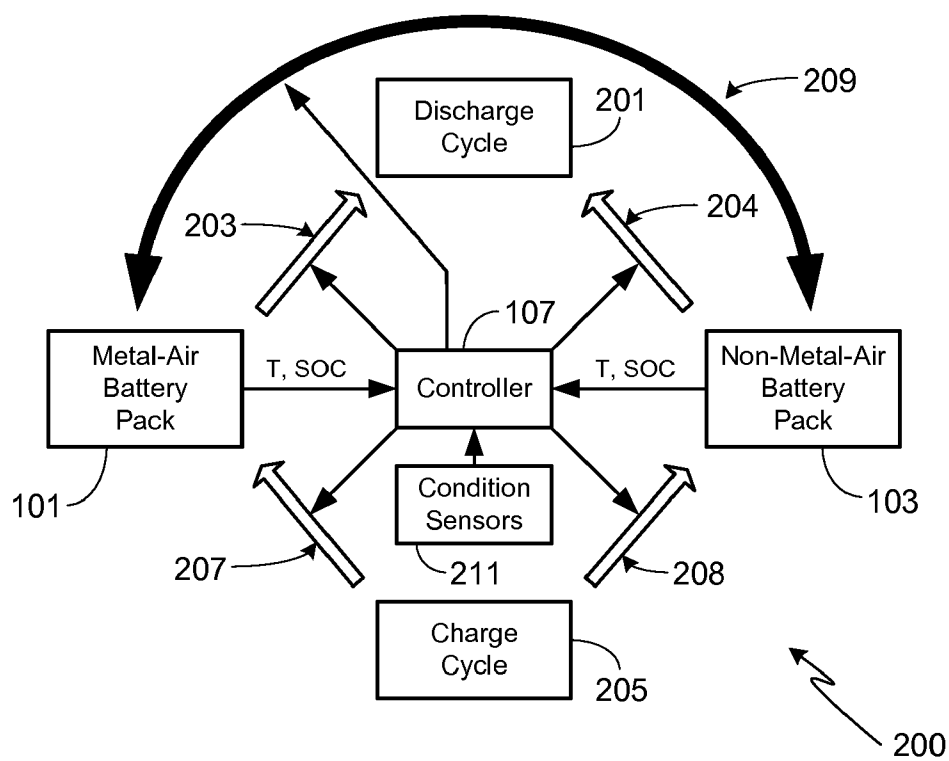 209
Discharge
Cycle
201
203
204
107
Metal-Air
Battery
Pack
T, SOC
Controller
T, SOC
Non-Metal-Air
Battery
Pack
101
Condition
Sensors
103
207
211
208
Charge
Cycle
205
200